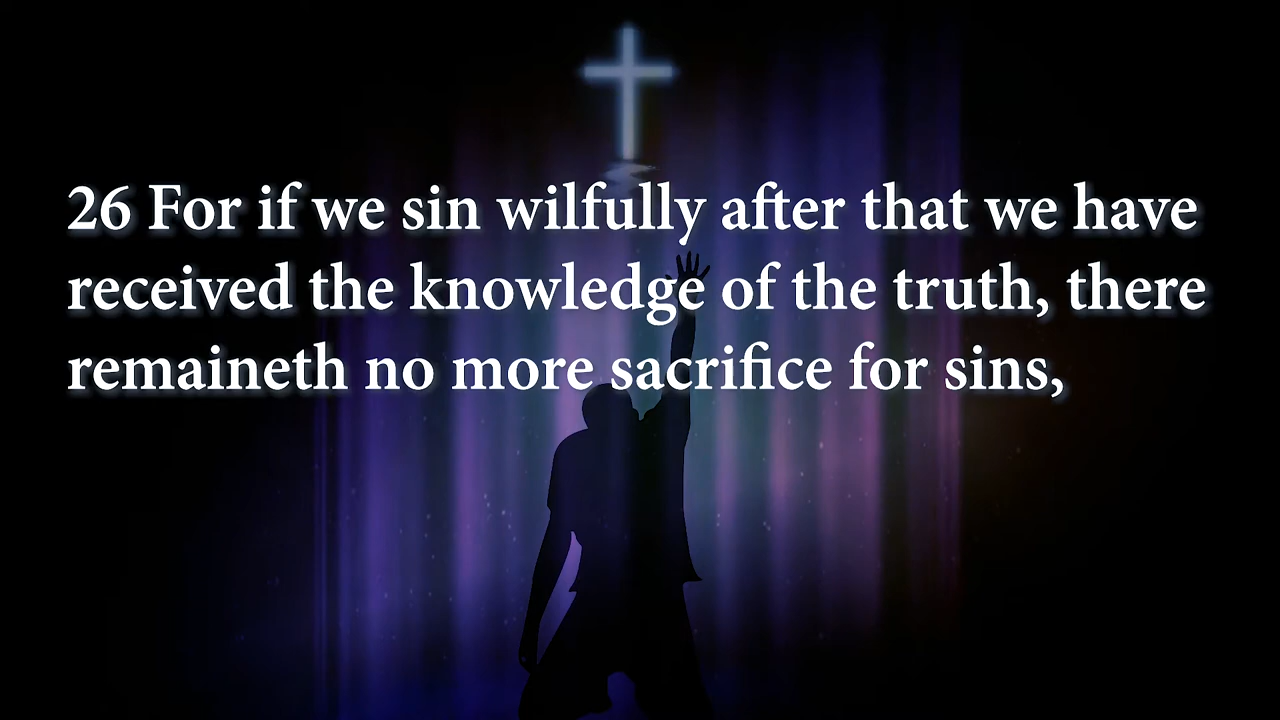 26 For if we sin wilfully after that we have
received the knowledge of the truth, there
remaineth no more sacrifice for sins,